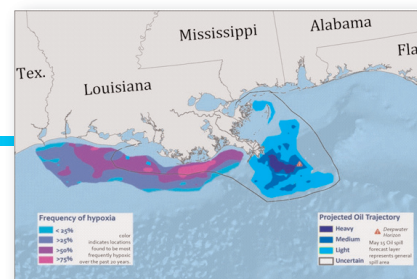 Mississippi
Alabama
Fla
Tex.
Louisiana
Frequency of hypoxia
< 25%
>25%
>50%
>75%
color
indicates locations
found to be most
frequently hypoxic
over the past 20 years.
Projected Oil Trajectory
Heavy
Medium
Light
Uncertain
Deepwater
Horizon
May 15 Oil spill
forecast layer
represents general
spill area